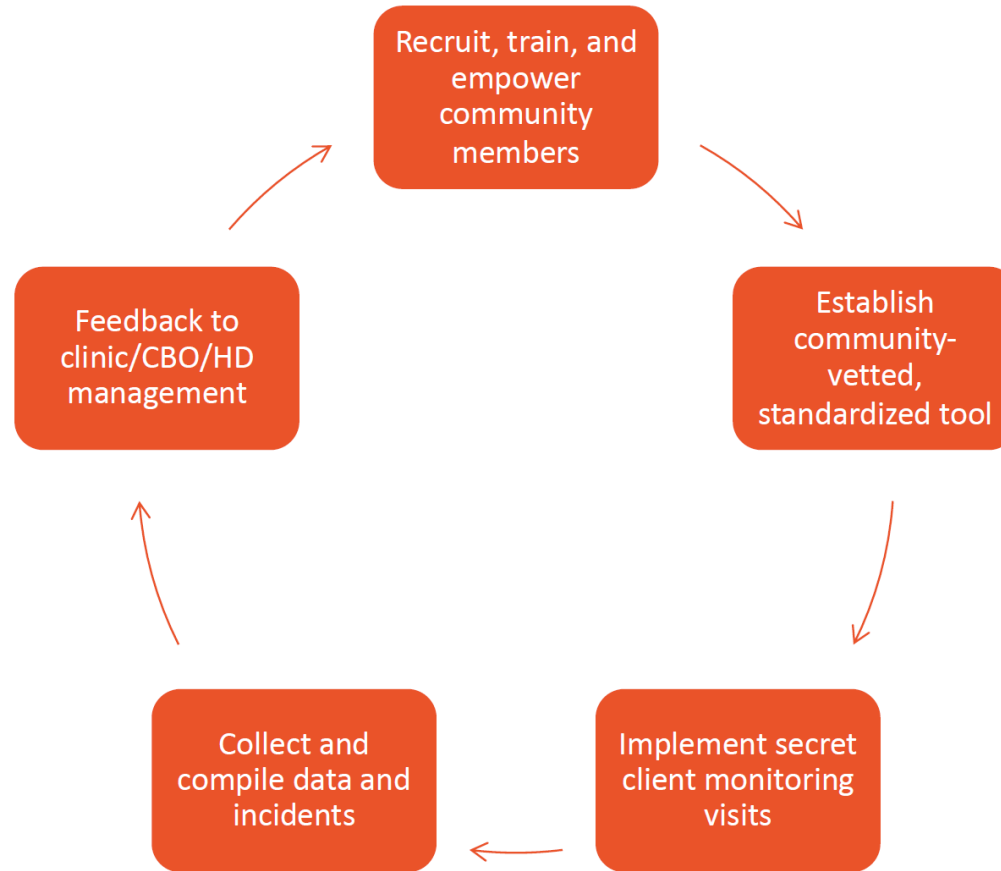 Recruit, train, and
empower
community
members
Establish
community-
vetted,
standardized tool
Implement secret
client monitoring
visits
Collect and
compile data and
incidents
Feedback to
clinic/CBO/HD
management